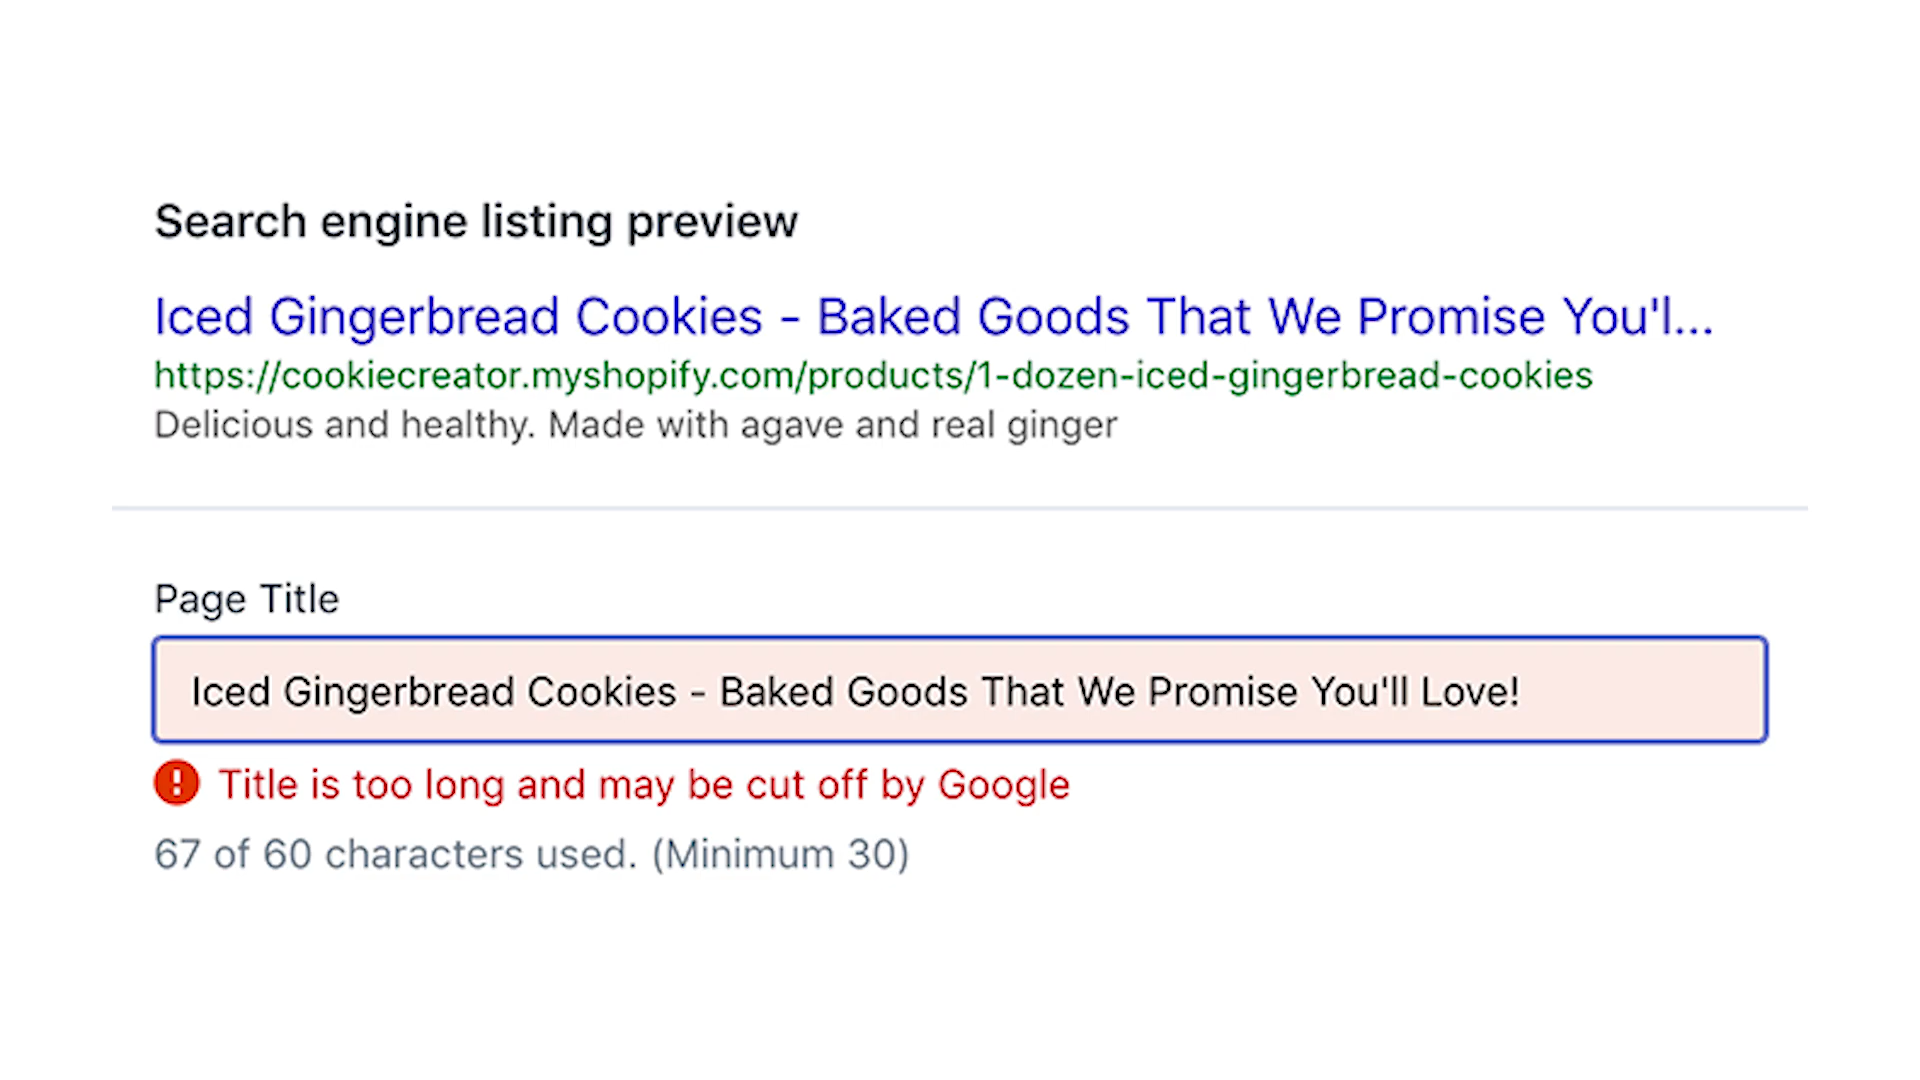 Search engine listing preview
Iced Gingerbread Cookies - Baked Goods That We Promise You'l...
https://cookiecreator.myshopify.com/products/1-dozen-iced-gingerbread-cookies
Delicious and healthy. Made with agave and real ginger
Page Title
Iced Gingerbread Cookies - Baked Goods That We Promise You'll Love!
Title is too long and may be cut off by Google
67 of 60 characters used. (Minimum 30)